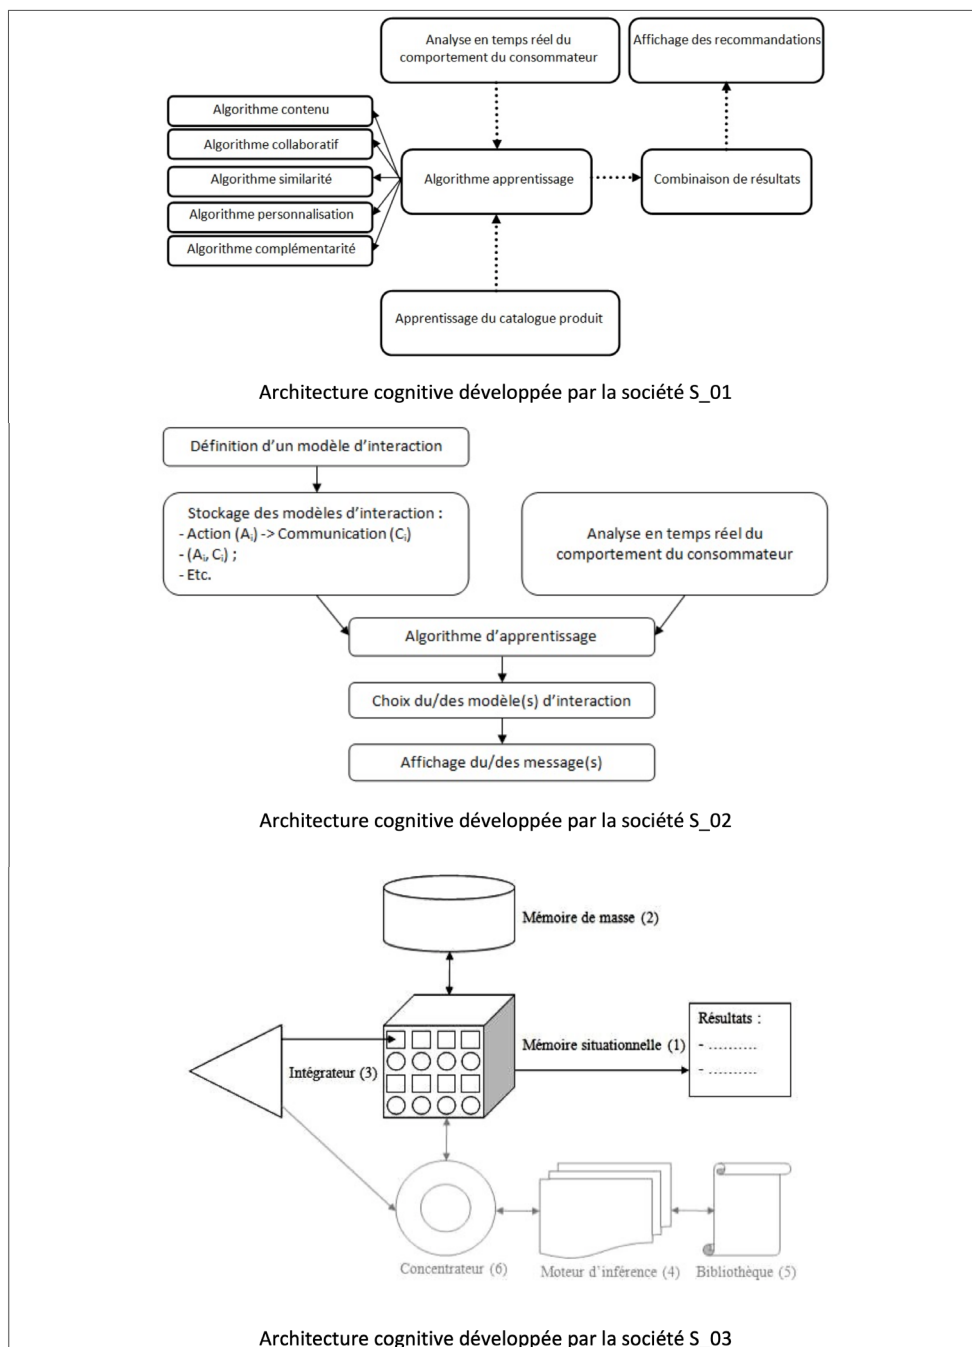 Analyse en temps réel du
comportement du consommateur
Affichage des recommandations
Algorithme contenu
Algorithme collaboratif
Algorithme similarité
Algorithme personnalisation
Algorithme complémentarité
Algorithme apprentissage
Combinaison de résultats
Apprentissage du catalogue produit
Architecture cognitive développée par la société S_01
Définition d'un modèle d'interaction
Stockage des modèles d'interaction :
- Action (Ai) -> Communication (Ci)
- (Ai, Ci) ;
- Etc.
Analyse en temps réel du
comportement du consommateur
Algorithme d'apprentissage
Choix du/des modèle(s) d'interaction
Affichage du/des message(s)
Architecture cognitive développée par la société S_02
Mémoire de masse (2)
Résultats :
- ..........
- ..........
Mémoire situationnelle (1)
Intégrateur (3)
Concentrateur (6)
Moteur d'inférence (4)
Bibliothèque (5)
Architecture cognitive développée par la société S_03